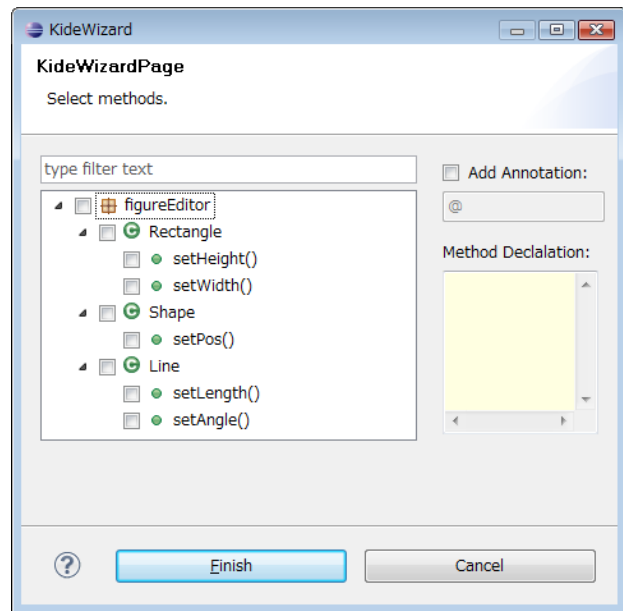 KideWizard
KideWizardPage
Select methods.
type filter text
figureEditor
Rectangle
setHeight()
setWidth()
Shape
setPos()
Line
setLength()
setAngle()
Add Annotation:
@
Method Declalation:
?
Finish
Cancel